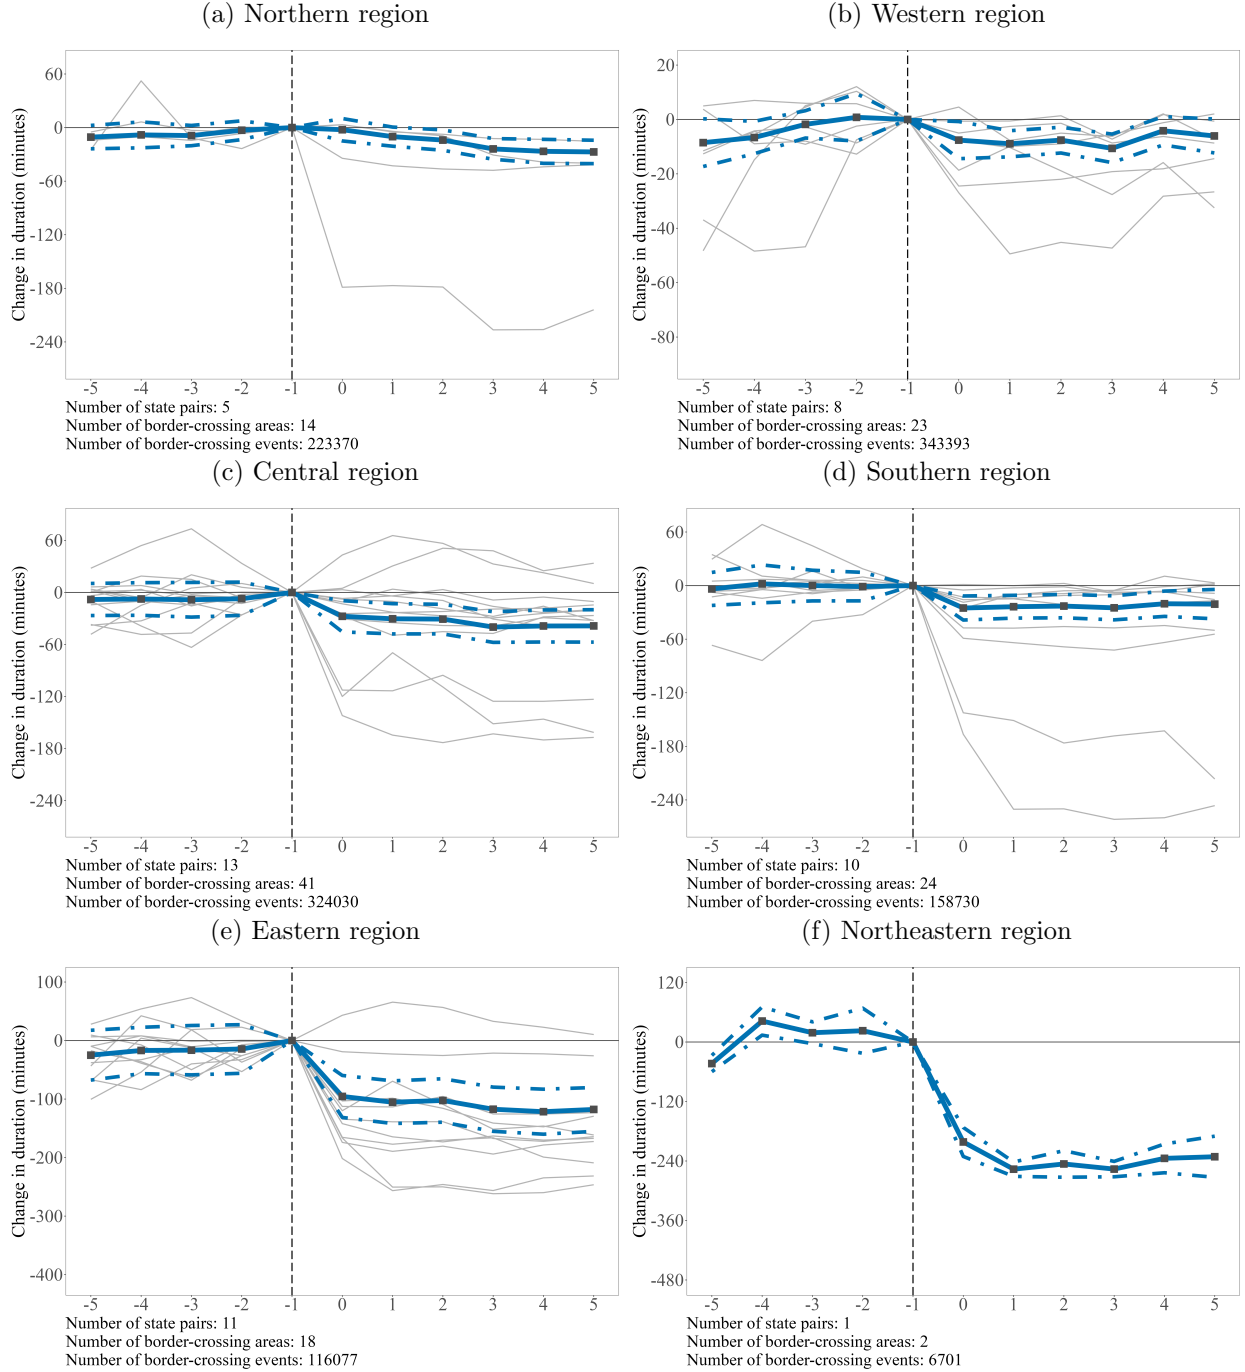 (a) Northern region
Change in duration (minutes)
60
0
-60
-120
-180
-240
-5 -4 -3 -2 -1 0 1 2 3 4 5
Number of state pairs: 5
Number of border-crossing areas: 14
Number of border-crossing events: 223370
(b) Western region
Change in duration (minutes)
20
0
-20
-40
-60
-80
-5 -4 -3 -2 -1 0 1 2 3 4 5
Number of state pairs: 8
Number of border-crossing areas: 23
Number of border-crossing events: 343393
(c) Central region
Change in duration (minutes)
60
0
-60
-120
-180
-240
-5 -4 -3 -2 -1 0 1 2 3 4 5
Number of state pairs: 13
Number of border-crossing areas: 41
Number of border-crossing events: 324030
(d) Southern region
Change in duration (minutes)
60
0
-60
-120
-180
-240
-5 -4 -3 -2 -1 0 1 2 3 4 5
Number of state pairs: 10
Number of border-crossing areas: 24
Number of border-crossing events: 158730
(e) Eastern region
Change in duration (minutes)
100
0
-100
-200
-300
-400
-5 -4 -3 -2 -1 0 1 2 3 4 5
Number of state pairs: 11
Number of border-crossing areas: 18
Number of border-crossing events: 116077
(f) Northeastern region
Change in duration (minutes)
120
0
-120
-240
-360
-480
-5 -4 -3 -2 -1 0 1 2 3 4 5
Number of state pairs: 1
Number of border-crossing areas: 2
Number of border-crossing events: 6701